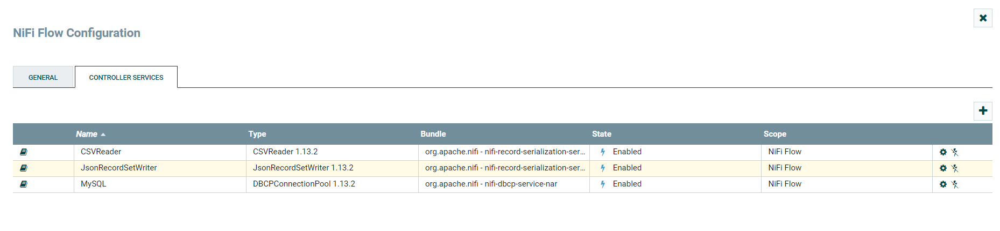 NiFi Flow Configuration
GENERAL CONTROLLER SERVICES
Name Type Bundle State Scope
CSVReader CSVReader 1.13.2 org.apache.nifi - nifi-record-serialization-ser... Enabled NiFi Flow
JsonRecordSetWriter JsonRecordSetWriter 1.13.2 org.apache.nifi - nifi-record-serialization-ser... Enabled NiFi Flow
MySQL DBCPConnectionPool 1.13.2 org.apache.nifi - nifi-dbcp-service-nar Enabled NiFi Flow